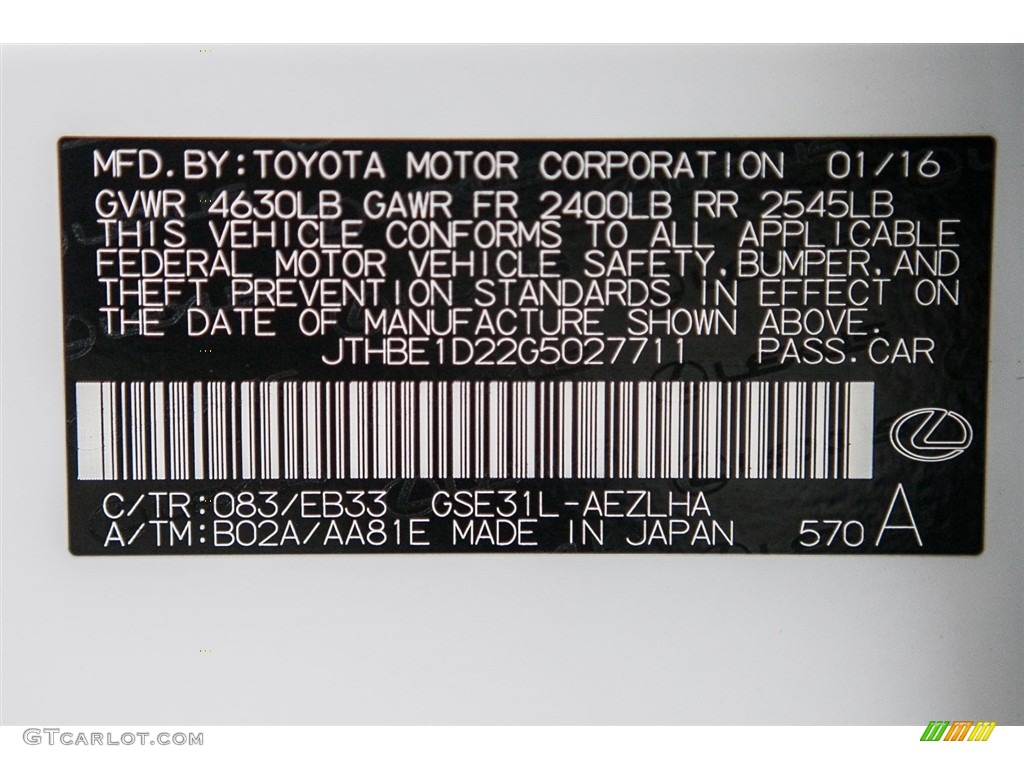 MFD.BY:TOYOTA MOTOR CORPORATION 01/16
GVWR 4630LB GAWR FR 2400LB RR 2545LB
THIS VEHICLE CONFORMS TO ALL APPLICABLE
FEDERAL MOTOR VEHICLE SAFETY,BUMPER,AND
THEFT PREVENTION STANDARDS IN EFFECT ON
THE DATE OF MANUFACTURE SHOWN ABOVE.
JTHBE1D22G5027711 PASS.CAR
C/TR:083/EB33 GSE31L-AEZLHA
A/TM:B02A/AA81E MADE IN JAPAN 570 A
GTCARLOT.COM